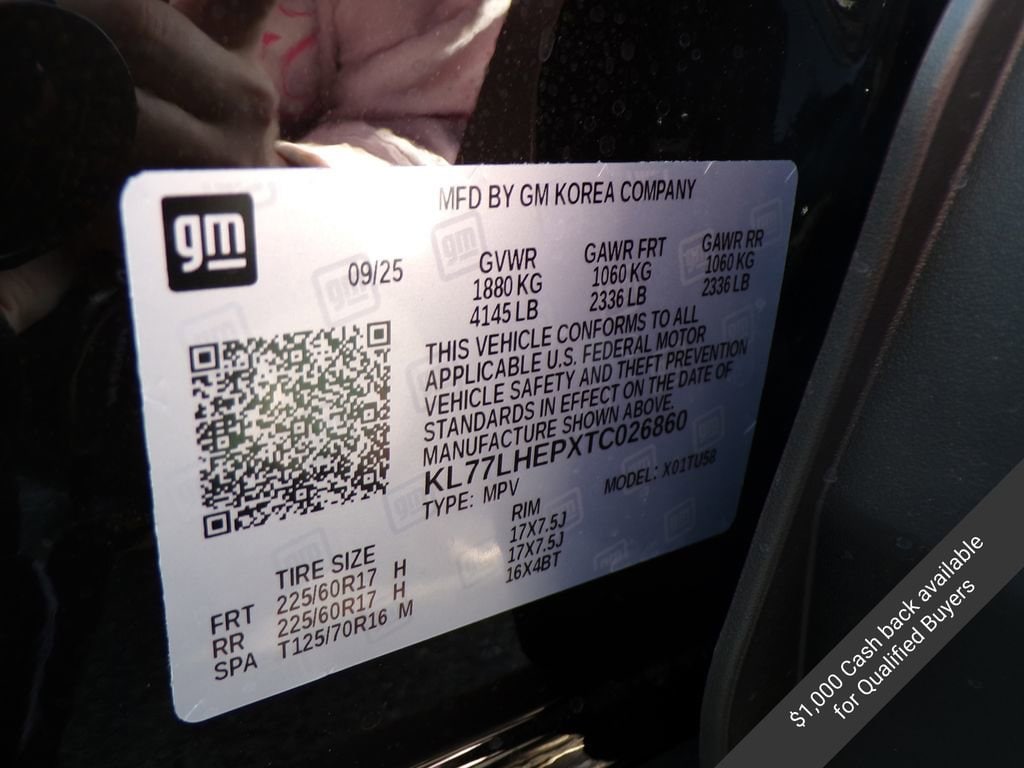 gm
MFD BY GM KOREA COMPANY
09/25
GVWR GAWR FRT GAWR RR
1880 KG 1060 KG 1060 KG
4145 LB 2336 LB 2336 LB
THIS VEHICLE CONFORMS TO ALL
APPLICABLE U.S. FEDERAL MOTOR
VEHICLE SAFETY AND THEFT PREVENTION
STANDARDS IN EFFECT ON THE DATE OF
MANUFACTURE SHOWN ABOVE.
KL77LHEPXTC026860
TYPE: MPV MODEL: X01TU58
TIRE SIZE RIM
FRT 225/60R17 H 17X7.5J
RR 225/60R17 H 17X7.5J
SPA T125/70R16 M 16X4BT
$1,000 Cash back available
for Qualified Buyers